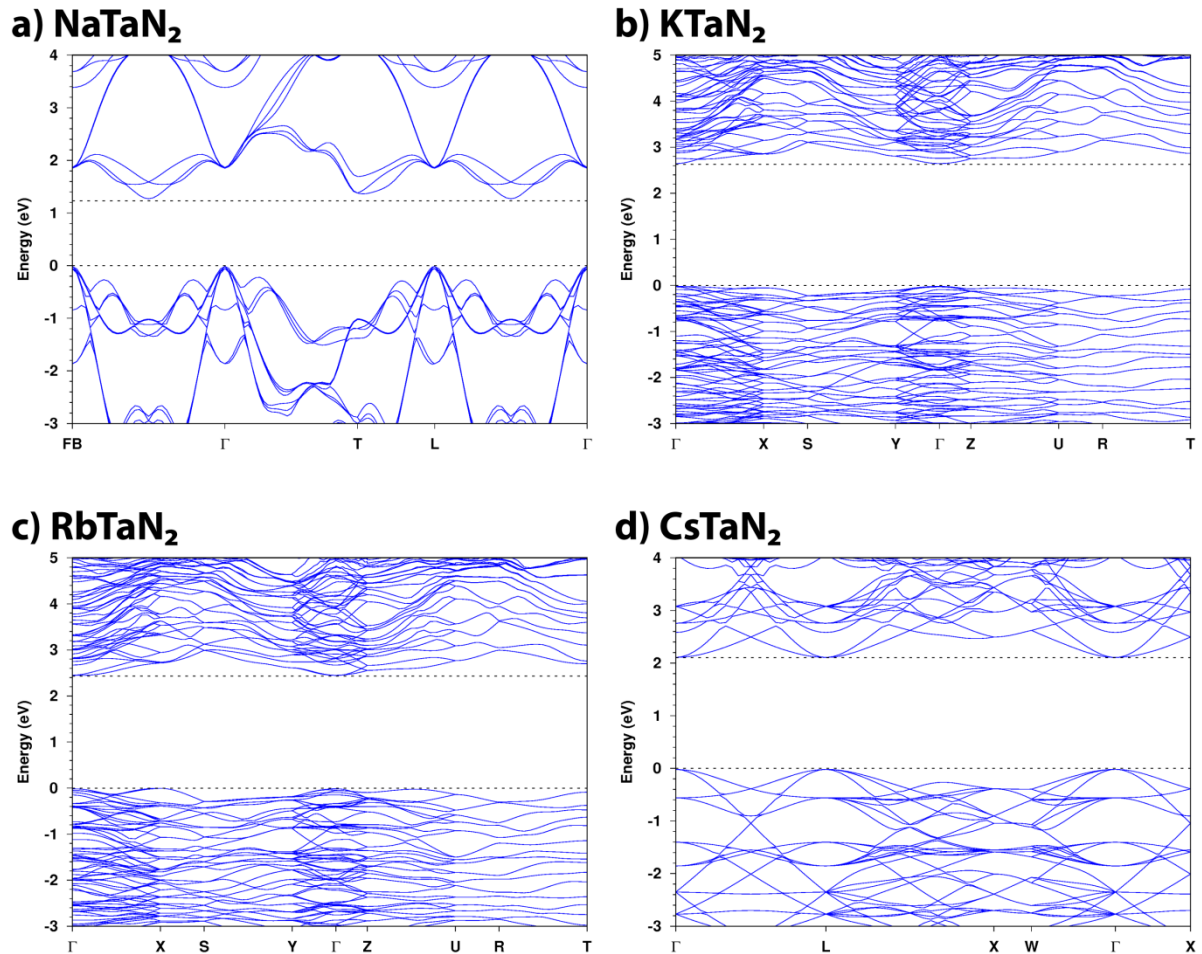 a) NaTaN₂
4
3
2
1
0
-1
-2
-3
Energy (eV)
FB Γ T L Γ
b) KTaN₂
5
4
3
2
1
0
-1
-2
-3
Energy (eV)
Γ X S Y Γ Z U R T
c) RbTaN₂
5
4
3
2
1
0
-1
-2
-3
Energy (eV)
Γ X S Y Γ Z U R T
d) CsTaN₂
4
3
2
1
0
-1
-2
-3
Energy (eV)
Γ L X W Γ X